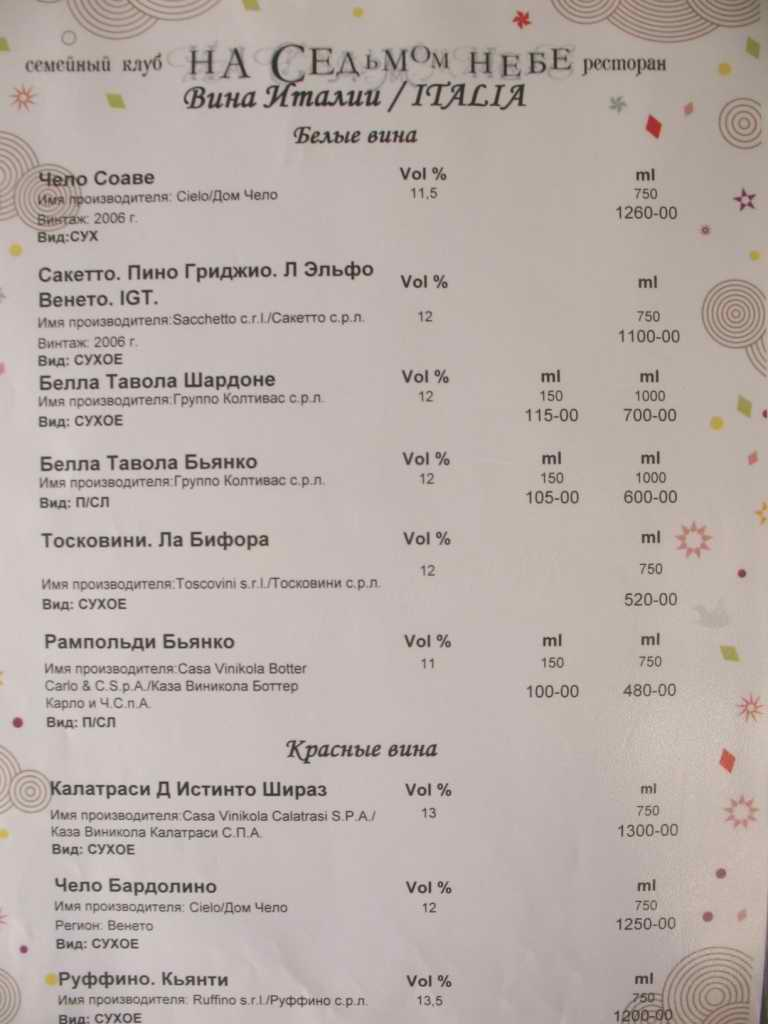 семейный клуб НА СЕДЬМОМ НЕБЕ ресторан
Вина Италии / ITALIA
Белые вина
Чело Соаве Vol % ml
Имя производителя: Cielo/Дом Чело 11,5 750
Винтаж: 2006 г. 1260-00
Вид:СУХ
Сакетто. Пино Гриджио. Л Эльфо Vol % ml
Венето. IGT.
Имя производителя:Sacchetto c.r.l./Сакетто с.р.л. 12 750
Винтаж: 2006 г. 1100-00
Вид: СУХОЕ
Белла Тавола Шардоне Vol % ml ml
Имя производителя:Группо Колтивас с.р.л. 12 150 1000
Вид: СУХОЕ 115-00 700-00
Белла Тавола Бьянко Vol % ml ml
Имя производителя:Группо Колтивас с.р.л. 12 150 1000
Вид: П/СЛ 105-00 600-00
Тосковини. Ла Бифора Vol % ml
12 750
Имя производителя:Toscovini s.r.l./Тосковини с.р.л.
Вид: СУХОЕ 520-00
Рампольди Бьянко Vol % ml ml
Имя производителя:Casa Vinikola Botter 11 150 750
Carlo & C.S.p.A./Каза Виникола Боттер 100-00 480-00
Карло и Ч.С.п.А.
Вид: П/СЛ
Красные вина
Калатраси Д Истинто Шираз Vol % ml
Имя производителя:Casa Vinikola Calatrasi S.P.A./ 13 750
Каза Виникола Калатраси С.П.А. 1300-00
Вид: СУХОЕ
Чело Бардолино Vol % ml
Имя производителя: Cielo/Дом Чело 12 750
Регион: Венето 1250-00
Вид: СУХОЕ
Руффино. Кьянти Vol % ml
Имя производителя: Ruffino s.r.l./Руффино с.р.л. 13,5 750
Вид: СУХОЕ 1200-00